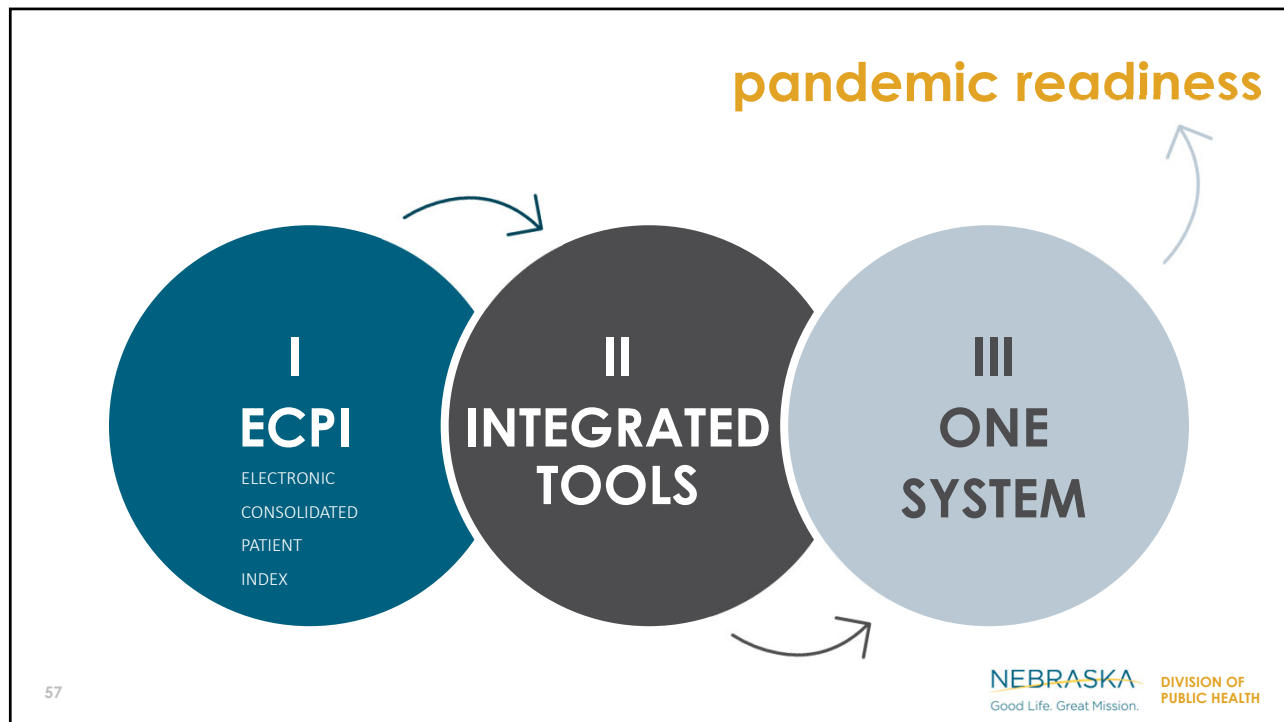 pandemic readiness
I
ECPI
ELECTRONIC
CONSOLIDATED
PATIENT
INDEX
II
INTEGRATED
TOOLS
III
ONE
SYSTEM
57
NEBRASKA
Good Life. Great Mission.
DIVISION OF
PUBLIC HEALTH